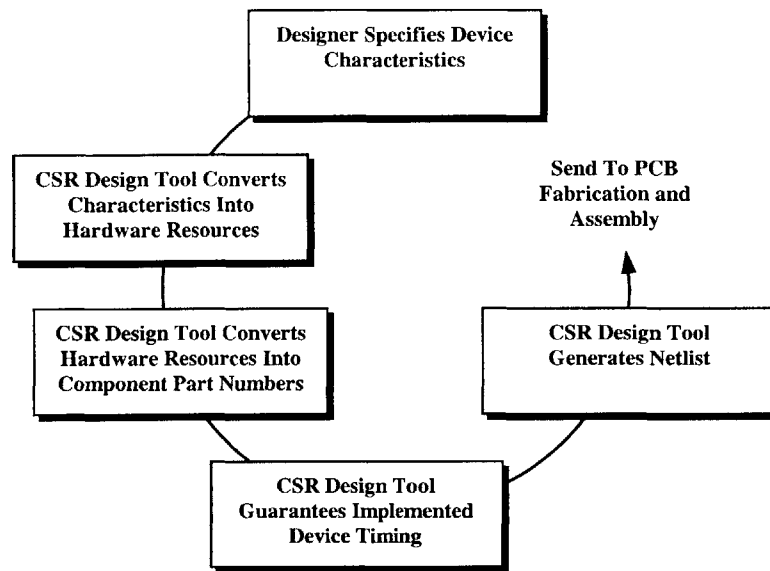 Designer Specifies Device
Characteristics
CSR Design Tool Converts
Characteristics Into
Hardware Resources
CSR Design Tool Converts
Hardware Resources Into
Component Part Numbers
CSR Design Tool
Guarantees Implemented
Device Timing
CSR Design Tool
Generates Netlist
Send To PCB
Fabrication and
Assembly